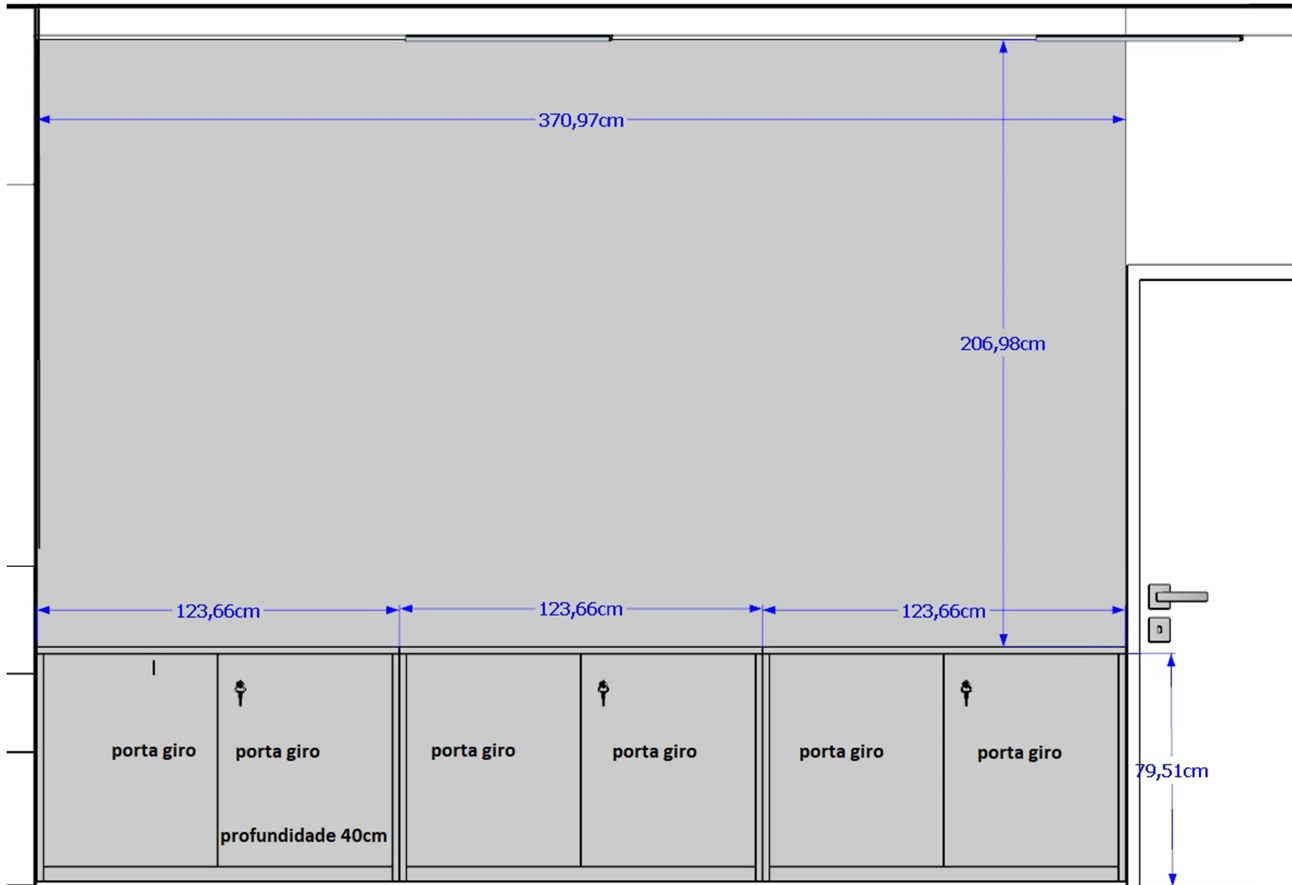 370,97cm
206,98cm
123,66cm
123,66cm
123,66cm
porta giro
porta giro
porta giro
porta giro
porta giro
porta giro
79,51cm
profundidade 40cm